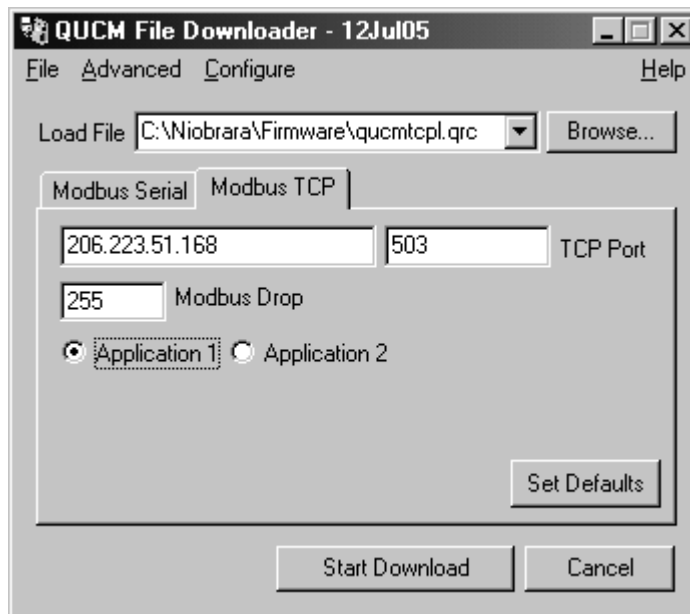 QUCM File Downloader - 12Jul05
File Advanced Configure Help
Load File C:\Niobrara\Firmware\qucmtcpl.qrc Browse...
Modbus Serial Modbus TCP
206.223.51.168 503 TCP Port
255 Modbus Drop
Application 1 Application 2
Set Defaults
Start Download Cancel